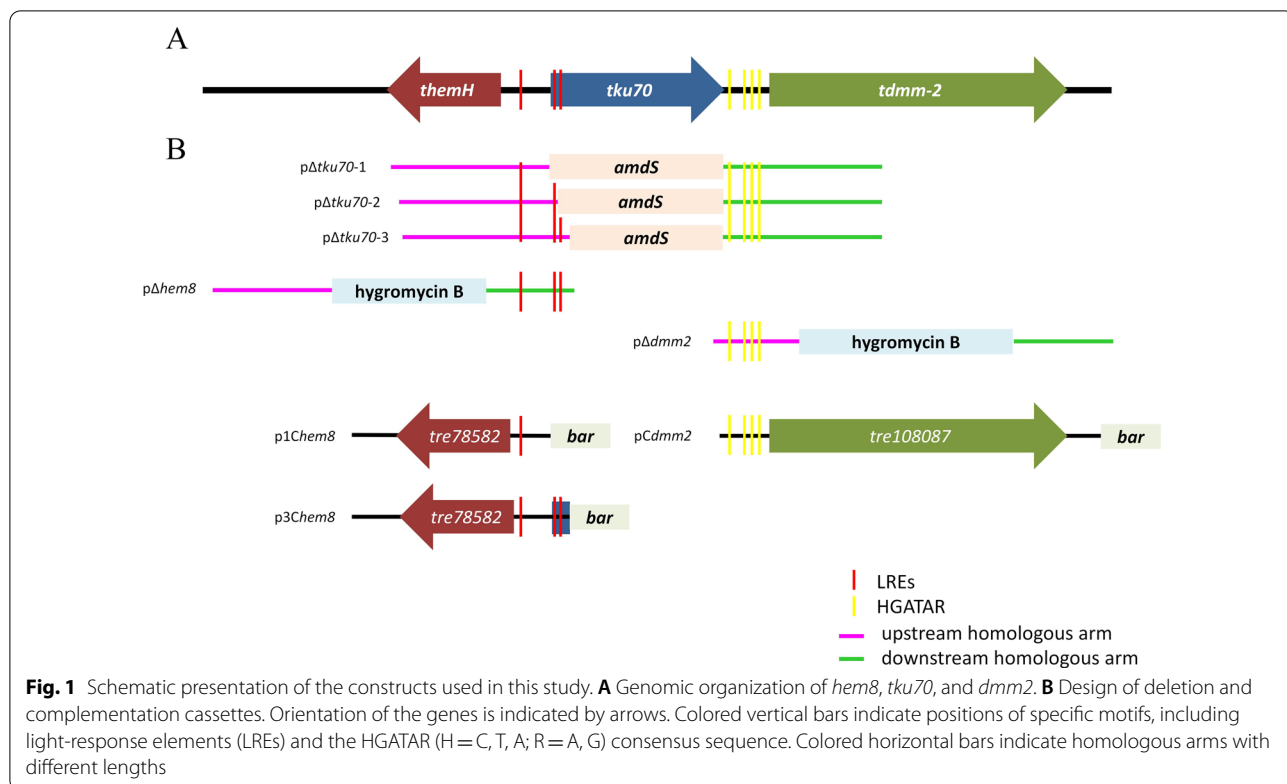 A
themH
tku70
tdmm-2
B
pΔtku70-1
amdS
pΔtku70-2
amdS
pΔtku70-3
amdS
pΔhem8
hygromycin B
pΔdmm2
hygromycin B
p1Chem8
tre78582
bar
pCdmm2
tre108087
bar
p3Chem8
tre78582
bar
LREs
HGATAR
upstream homologous arm
downstream homologous arm
Fig. 1 Schematic presentation of the constructs used in this study. A Genomic organization of hem8, tku70, and dmm2. B Design of deletion and
complementation cassettes. Orientation of the genes is indicated by arrows. Colored vertical bars indicate positions of specific motifs, including
light-response elements (LREs) and the HGATAR (H = C, T, A; R = A, G) consensus sequence. Colored horizontal bars indicate homologous arms with
different lengths